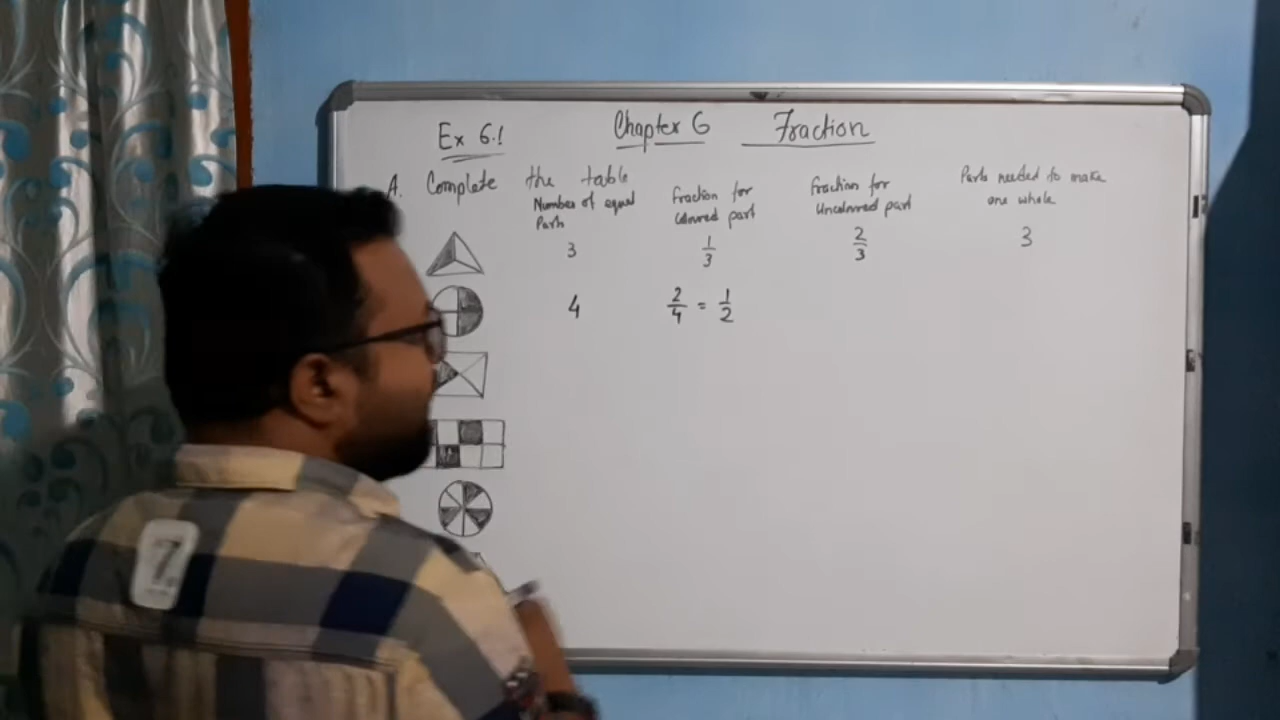 Ex 6.1 Chapter 6 Fraction
A. Complete the table
Number of equal Parts
Fraction for Coloured part
Fraction for Uncoloured part
Parts needed to make one whole
3 1/3 2/3 3
4 2/4 = 1/2
7